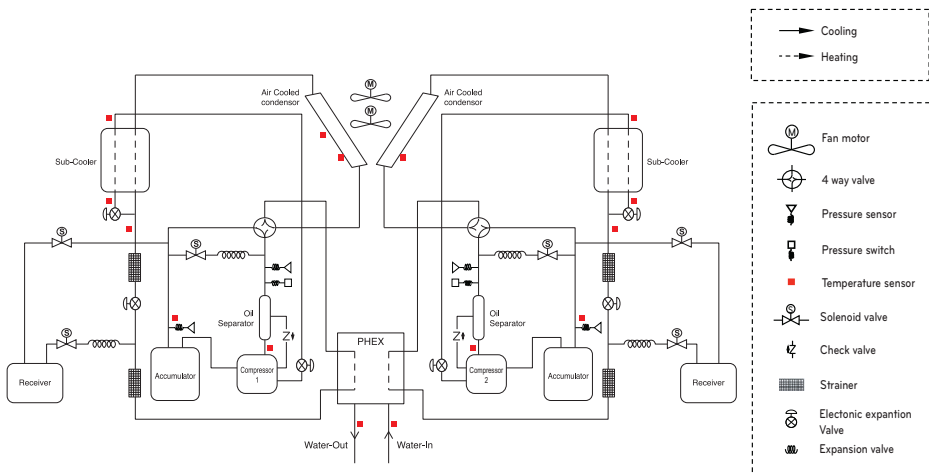 Cooling
Heating
M
Air Cooled
condensor
M
Air Cooled
condensor
Sub-Cooler
Sub-Cooler
S
S
S
S
Oil
Separator
Oil
Separator
Z
Z
PHEX
S
S
Receiver
Accumulator
Compressor
1
Compressor
2
Accumulator
Receiver
Water-Out
Water-In
M
Fan motor
4 way valve
Pressure sensor
Pressure switch
Temperature sensor
S
Solenoid valve
Z
Check valve
Strainer
Electonic expantion
Valve
Expansion valve